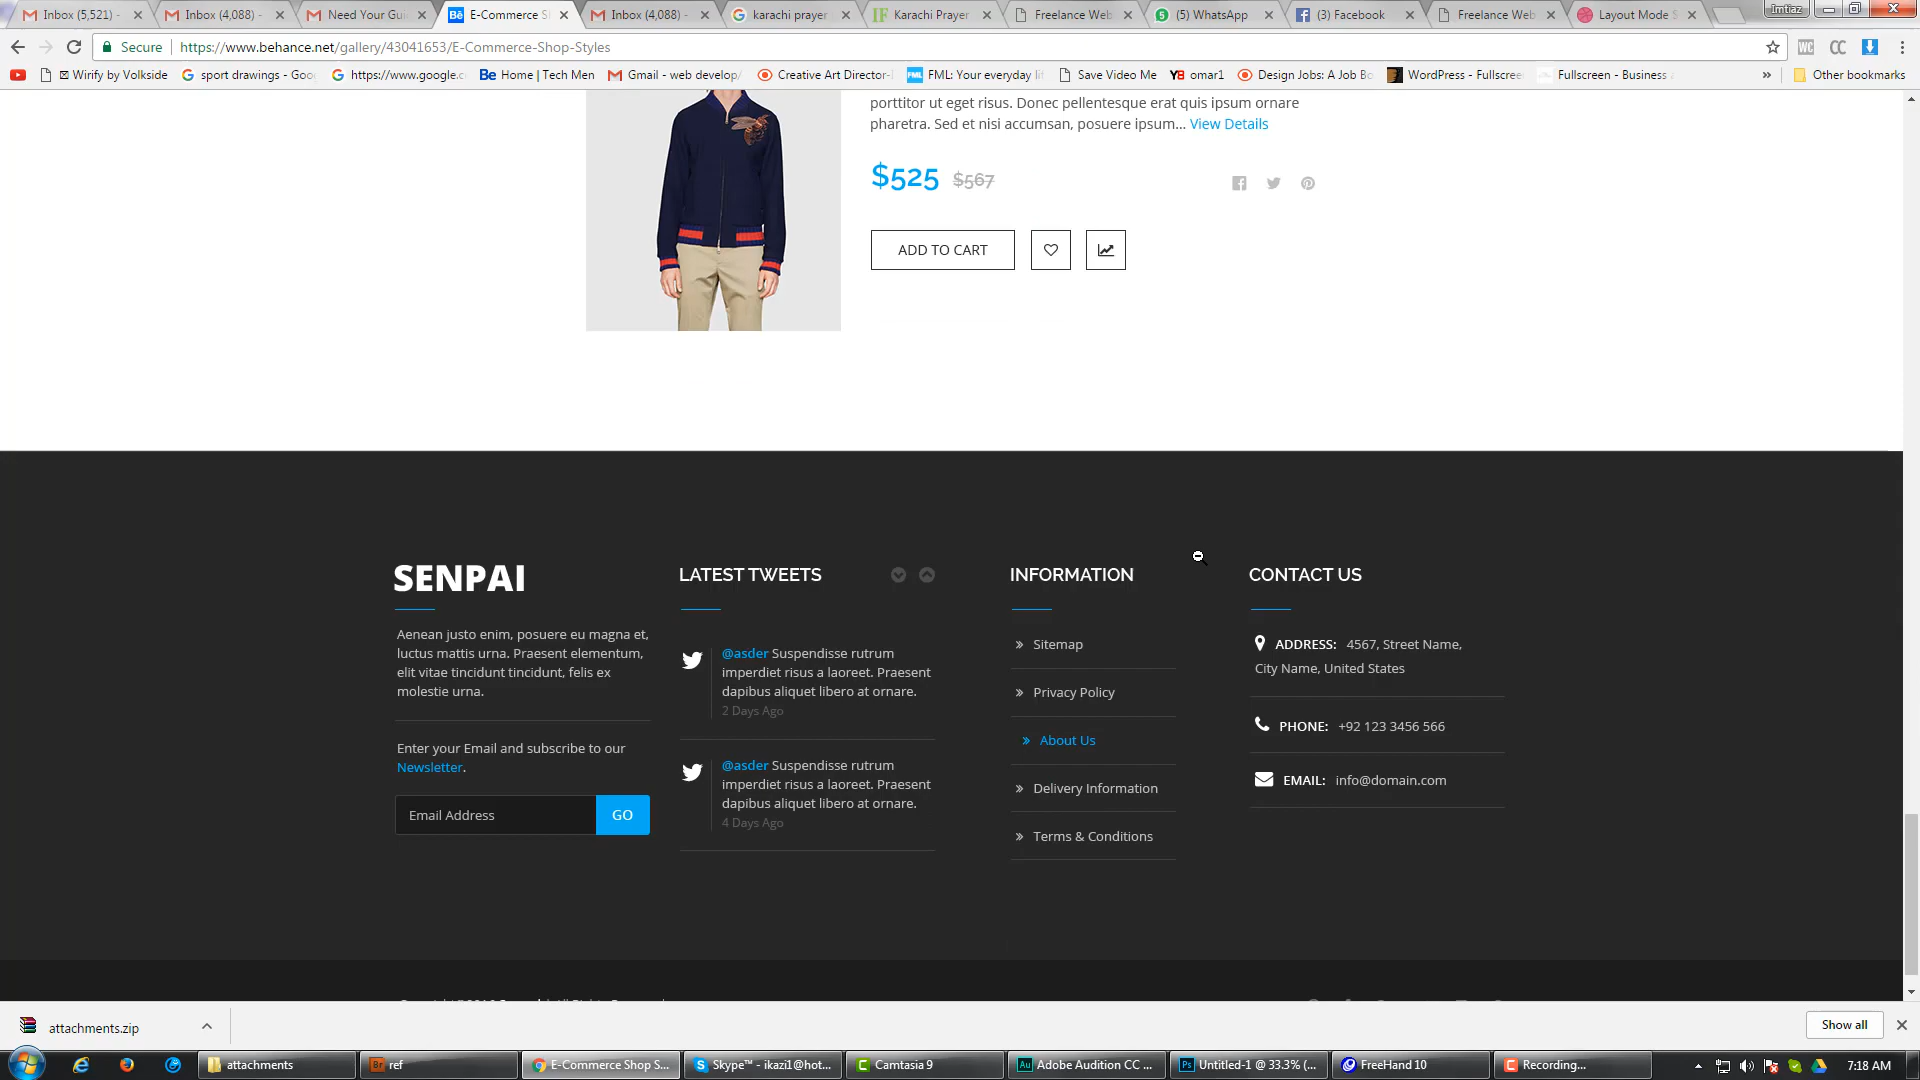 Inbox (5,521) -
Inbox (4,088) -
Need Your Gui
E-Commerce S
Inbox (4,088) -
karachi prayer
Karachi Prayer
Freelance Web
(5) WhatsApp
(3) Facebook
Freelance Web
Layout Mode S
Imtiaz
Secure
https://www.behance.net/gallery/43041653/E-Commerce-Shop-Styles
Wirify by Volkside
sport drawings - Goo
https://www.google.c
Home | Tech Men
Gmail - web develop/
Creative Art Director-
FML: Your everyday li
Save Video Me
omar1
Design Jobs: A Job Bo
WordPress - Fullscree
Fullscreen - Business a
Other bookmarks
porttitor ut eget risus. Donec pellentesque erat quis ipsum ornare
pharetra. Sed et nisi accumsan, posuere ipsum... View Details
$525 $567
ADD TO CART
SENPAI
Aenean justo enim, posuere eu magna et,
luctus mattis urna. Praesent elementum,
elit vitae tincidunt tincidunt, felis ex
molestie urna.
Enter your Email and subscribe to our
Newsletter.
Email Address
GO
LATEST TWEETS
@asder Suspendisse rutrum
imperdiet risus a laoreet. Praesent
dapibus aliquet libero at ornare.
2 Days Ago
@asder Suspendisse rutrum
imperdiet risus a laoreet. Praesent
dapibus aliquet libero at ornare.
4 Days Ago
INFORMATION
Sitemap
Privacy Policy
About Us
Delivery Information
Terms & Conditions
CONTACT US
ADDRESS: 4567, Street Name,
City Name, United States
PHONE: +92 123 3456 566
EMAIL: info@domain.com
attachments.zip
Show all
attachments
ref
E-Commerce Shop S...
Skype™ - ikazi1@hot...
Camtasia 9
Adobe Audition CC ...
Untitled-1 @ 33.3% (...
FreeHand 10
Recording...
7:18 AM